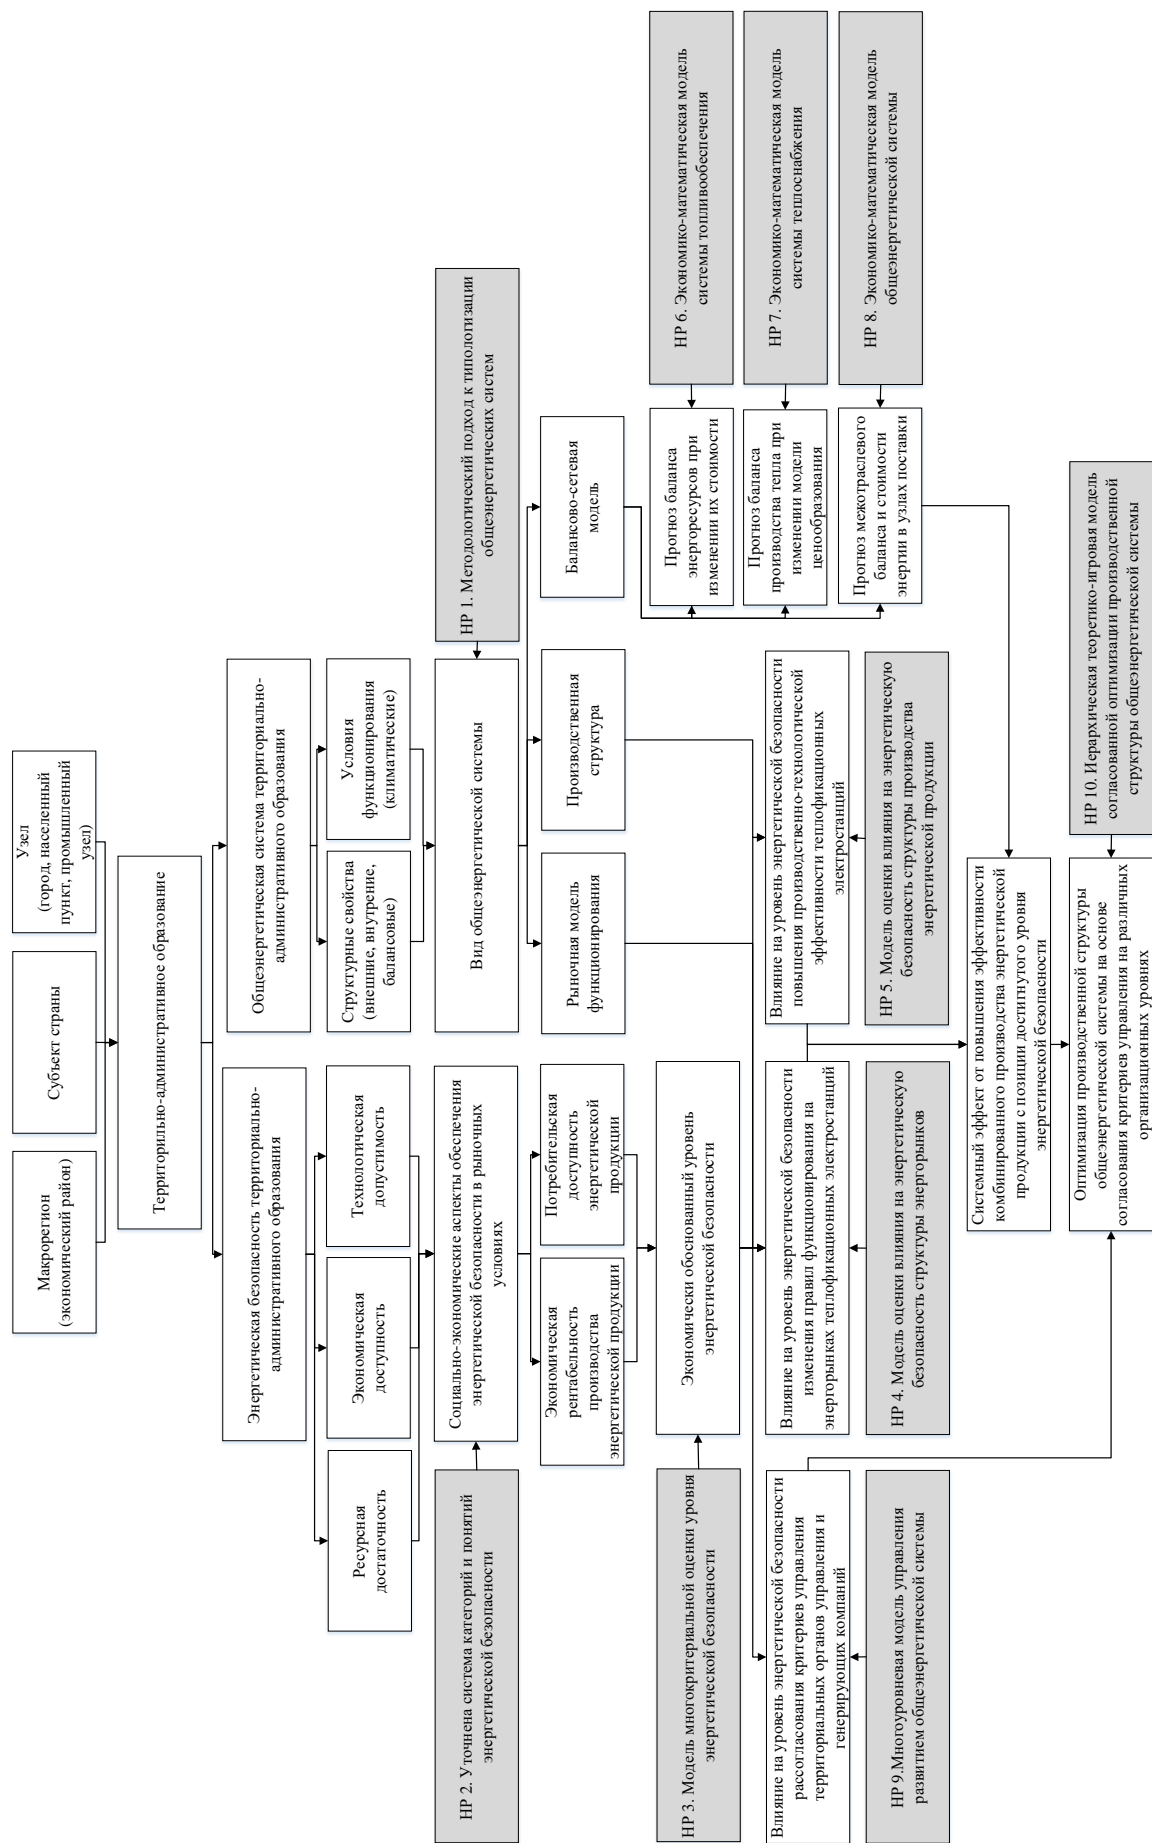 Макрорегион
(экономический район)
Субъект страны
Узел
(город, населенный
пункт, промышленный
узел)
Территорильно-административное образование
Энергетическая безопасность территориально-
административного образования
Общеэнергетическая система территориально-
административного образования
Ресурсная
достаточность
Экономическая
доступность
Технологическая
допустимость
Структурные свойства
(внешние, внутрение,
балансовые)
Условия
функционирования
(климатические)
НР 2. Уточнена система категорий и понятий
энергетической безопасности
Социально-экономические аспекты обеспечения
энергетической безопасности в рыночных
условиях
Вид общеэнергетической системы
НР 1. Методологический подход к типологизации
общеэнергетических систем
Экономическая
рентабельность
производства
энергетической продукции
Потребительская
доступность
энергетической
продукции
Рыночная модель
функционирования
Производственная
структура
Балансово-сетевая
модель
НР 3. Модель многокритериальной оценки уровня
энергетической безопасности
Экономически обоснованный уровень
энергетической безопасности
Прогноз баланса
энергоресурсов при
изменении их стоимости
НР 6. Экономико-математическая модель
системы топливообеспечения
Влияние на уровень энергетической безопасности
рассогласования критериев управления
территориальных органов управления и
генерирующих компаний
Влияние на уровень энергетической безопасности
изменения правил функционирования на
энергорынках теплофикационных электростанций
Влияние на уровень энергетической безопасности
повышения производственно-технологической
эффективности теплофикационных
электростанций
Прогноз баланса
производства тепла при
изменении модели
ценообразования
НР 7. Экономико-математическая модель
системы теплоснабжения
НР 9.Многоуровневая модель управления
развитием общеэнергетической системы
НР 4. Модель оценки влияния на энергетическую
безопасность структуры энергорынков
НР 5. Модель оценки влияния на энергетическую
безопасность структуры производства
энергетической продукции
Прогноз межотраслевого
баланса и стоимости
энергии в узлах поставки
НР 8. Экономико-математическая модель
общеэнергетической системы
Системный эффект от повышения эффективности
комбинированного производства энергетической
продукции с позиции достигнутого уровня
энергетической безопасности
Оптимизация производственной структуры
общеэнергетической системы на основе
согласования критериев управления на различных
организационных уровнях
НР 10. Иерархическая теоретико-игровая модель
согласованной оптимизации производственной
структуры общеэнергетической системы